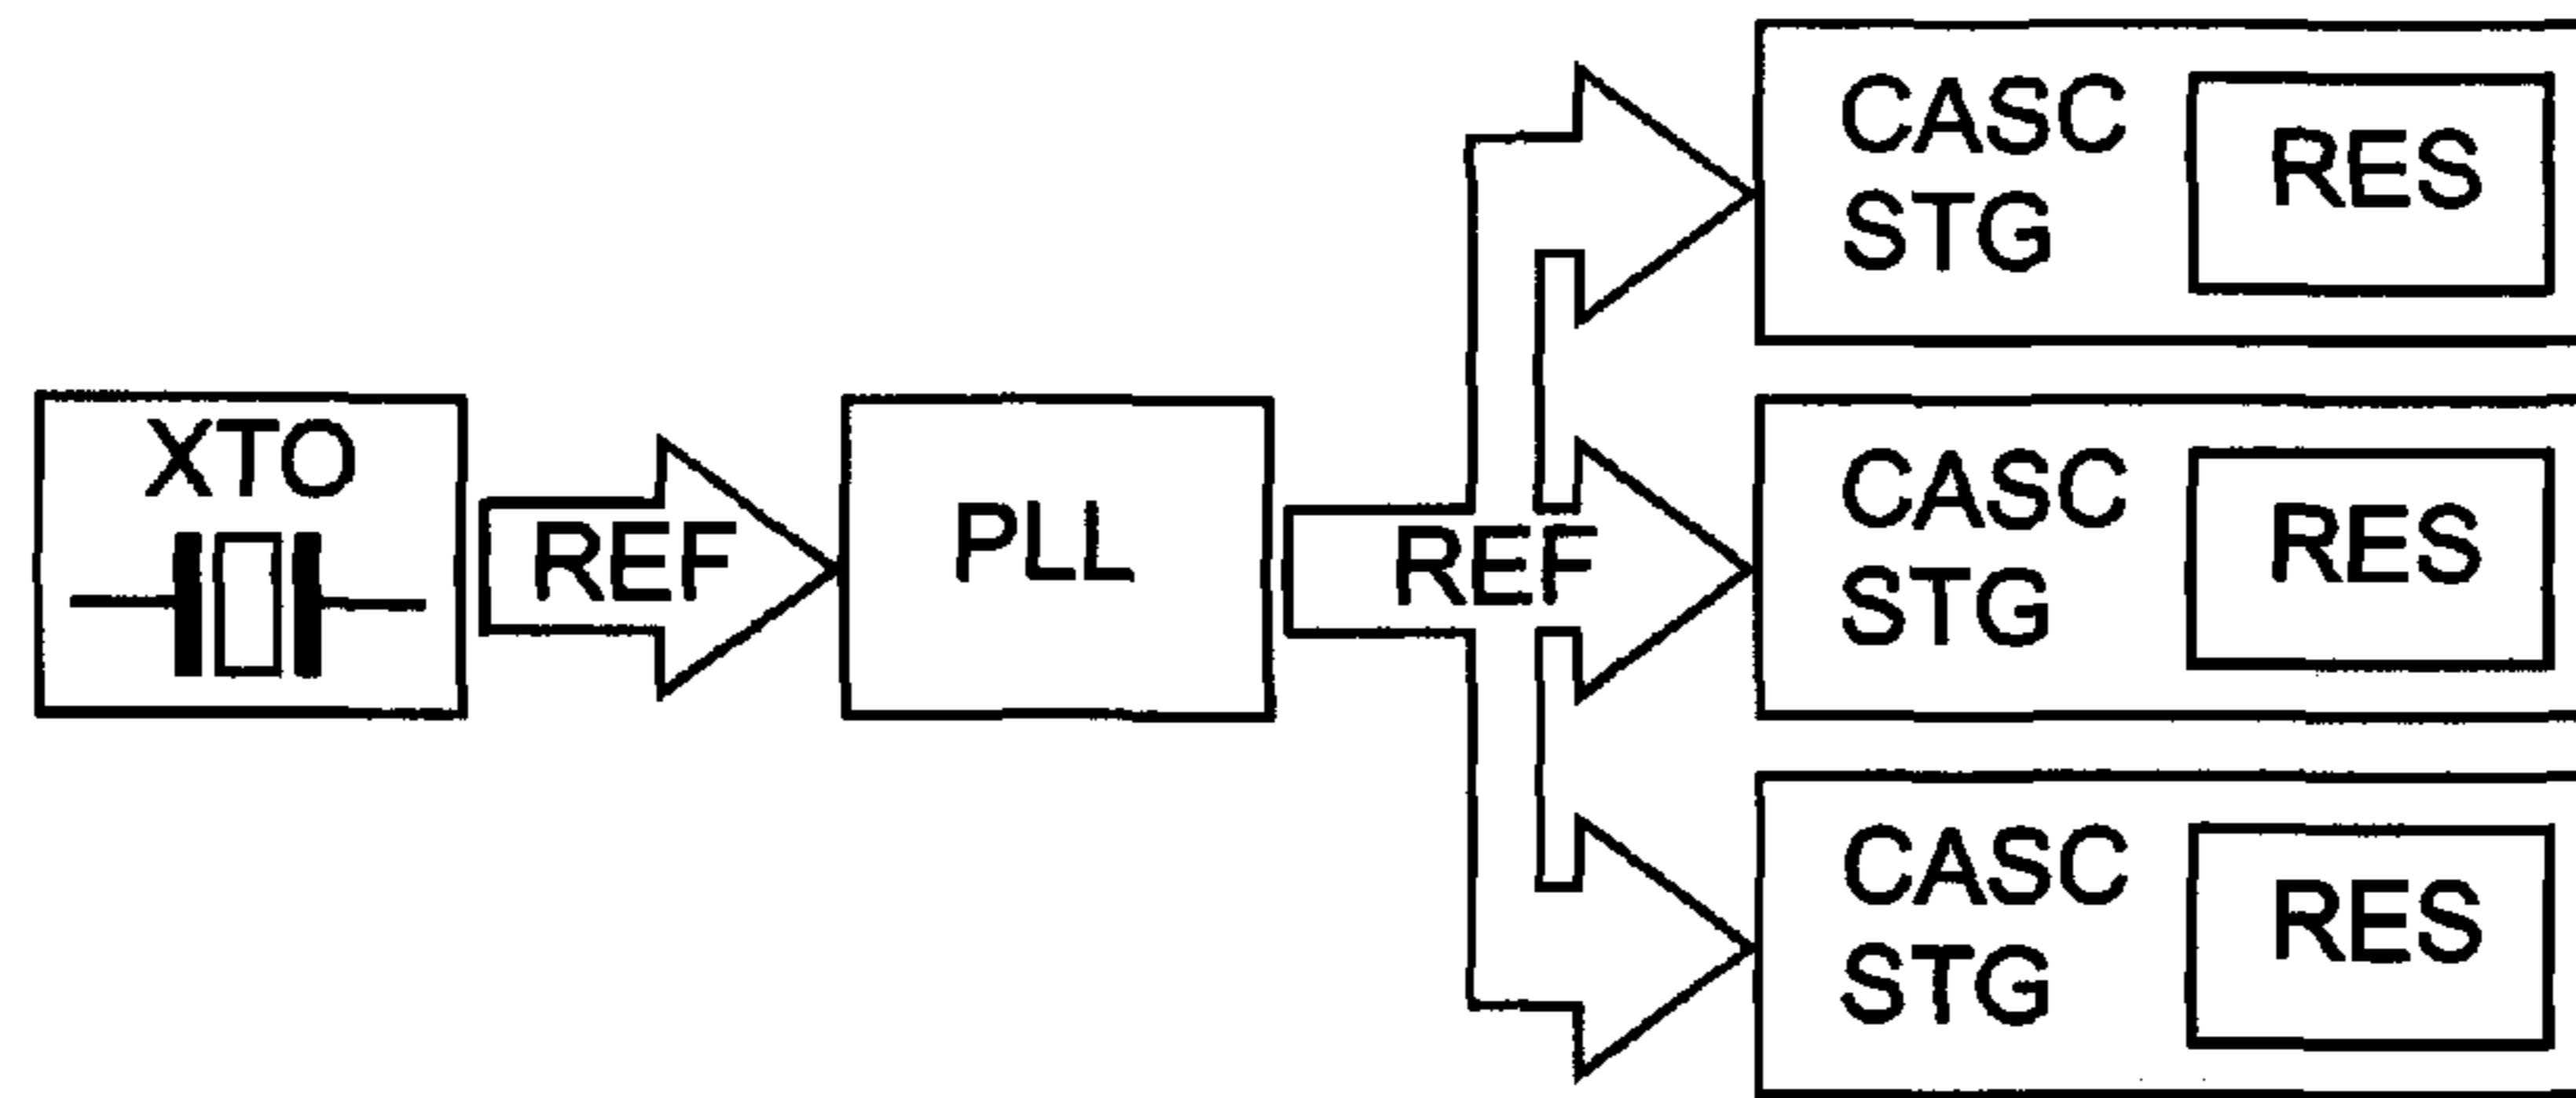 XTO
REF
PLL
REF
CASC
STG
RES
CASC
STG
RES
CASC
STG
RES